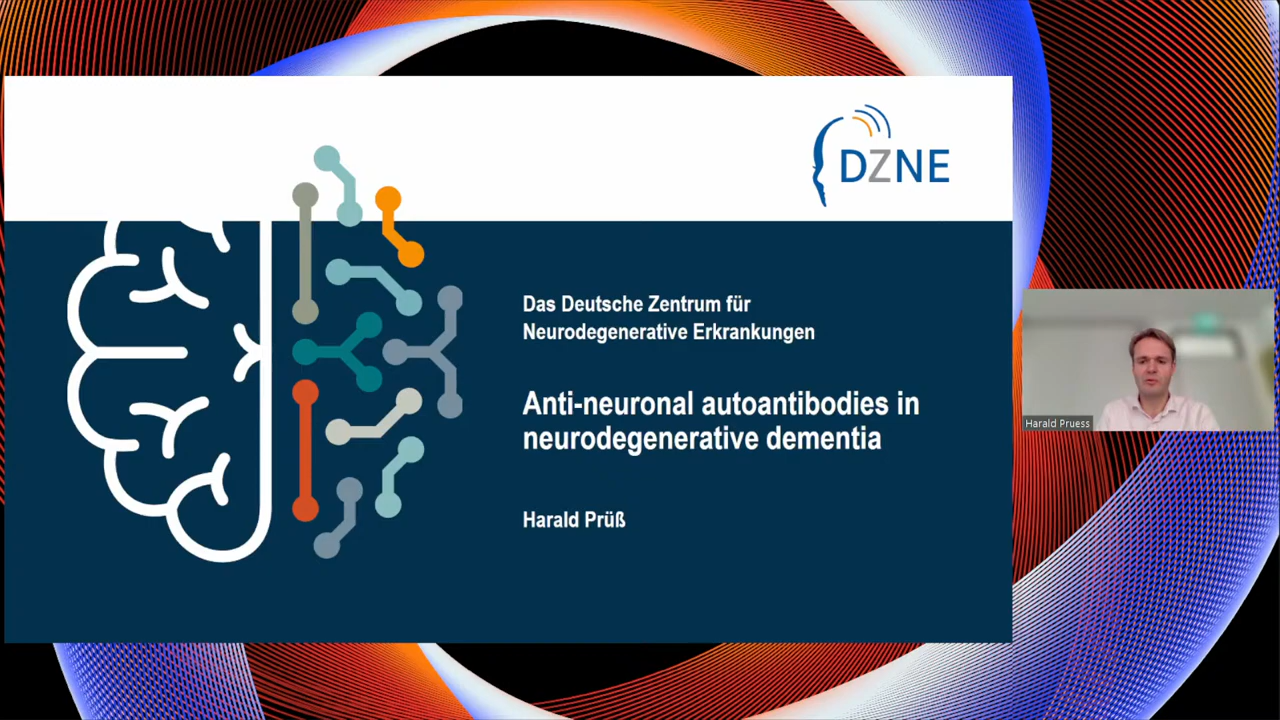 DZNE
Das Deutsche Zentrum für
Neurodegenerative Erkrankungen
Anti-neuronal autoantibodies in
neurodegenerative dementia
Harald Prüß
Harald Pruess